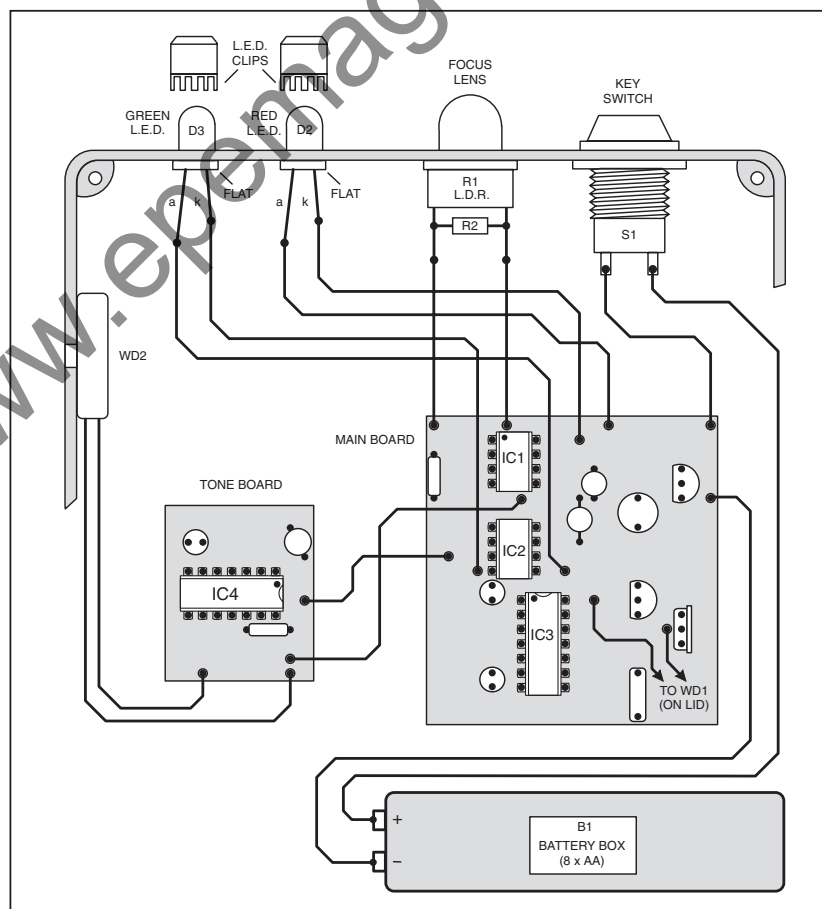 L.E.D.
CLIPS
FOCUS
LENS
KEY
SWITCH
GREEN
L.E.D.
D3
RED
L.E.D.
D2
FLAT
FLAT
a
k
a
k
R1
L.D.R.
R2
S1
WD2
MAIN BOARD
TONE BOARD
IC1
IC2
IC3
IC4
TO WD1
(ON LID)
+
−
B1
BATTERY BOX
(8 x AA)
w.epemag